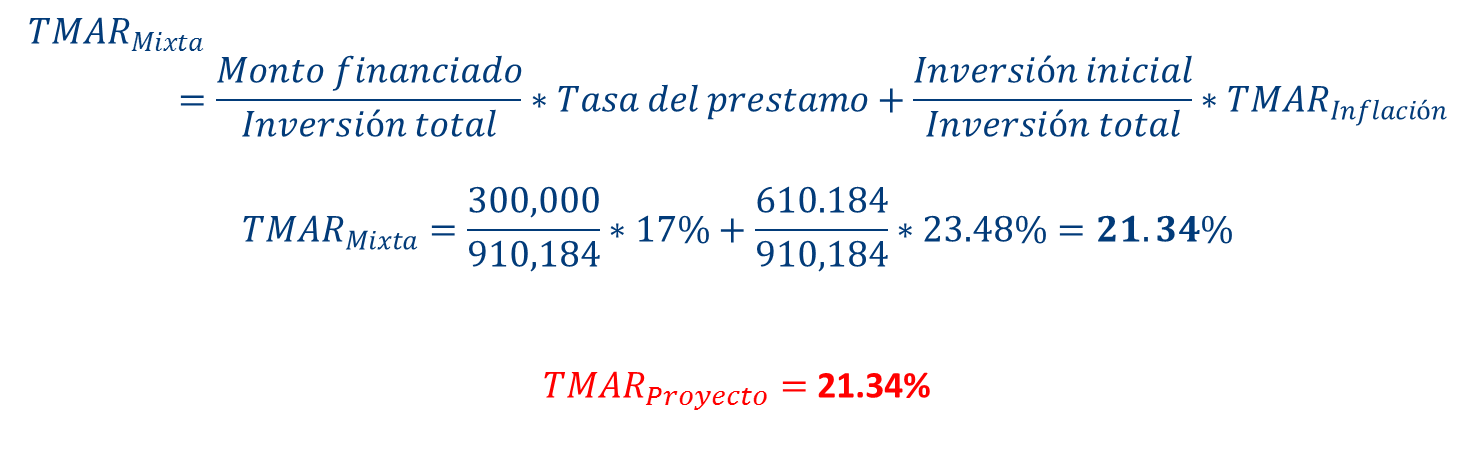 TMAR_Mixta
= Monto financiado / Inversión total * Tasa del prestamo + Inversión inicial / Inversión total * TMAR_Inflación
TMAR_Mixta = 300,000 / 910,184 * 17% + 610.184 / 910,184 * 23.48% = 21.34%
TMAR_Proyecto = 21.34%